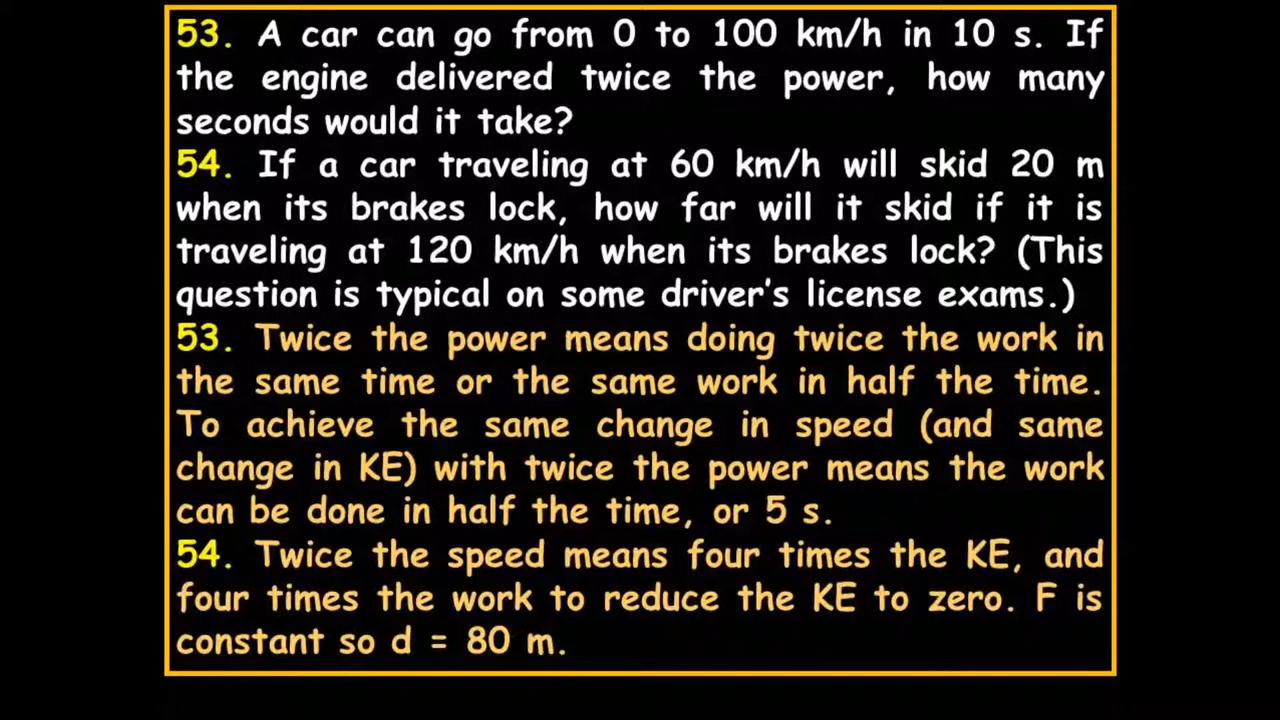 53. A car can go from 0 to 100 km/h in 10 s. If
the engine delivered twice the power, how many
seconds would it take?
54. If a car traveling at 60 km/h will skid 20 m
when its brakes lock, how far will it skid if it is
traveling at 120 km/h when its brakes lock? (This
question is typical on some driver's license exams.)
53. Twice the power means doing twice the work in
the same time or the same work in half the time.
To achieve the same change in speed (and same
change in KE) with twice the power means the work
can be done in half the time, or 5 s.
54. Twice the speed means four times the KE, and
four times the work to reduce the KE to zero. F is
constant so d = 80 m.